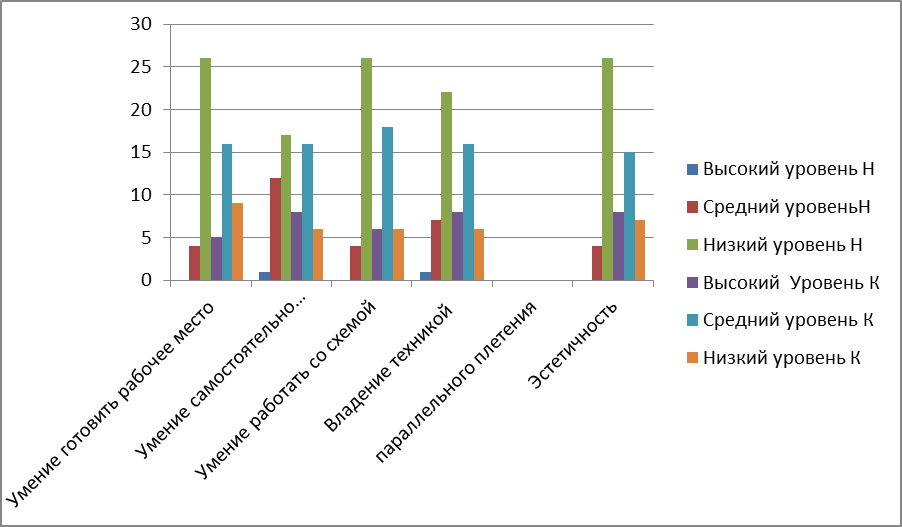 30
25
20
15
10
5
0
Умение готовить рабочее место
Умение самостоятельно...
Умение работать со схемой
Владение техникой
параллельного плетения
Эстетичность
Высокий уровень Н
Средний уровеньН
Низкий уровень Н
Высокий  Уровень К
Средний уровень К
Низкий уровень К